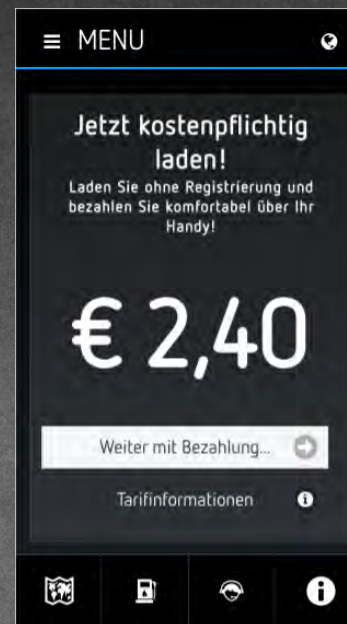 MENU
Jetzt kostenpflichtig
laden!
Laden Sie ohne Registrierung und
bezahlen Sie komfortabel über Ihr
Handy!
€ 2,40
Weiter mit Bezahlung...
Tarifinformationen